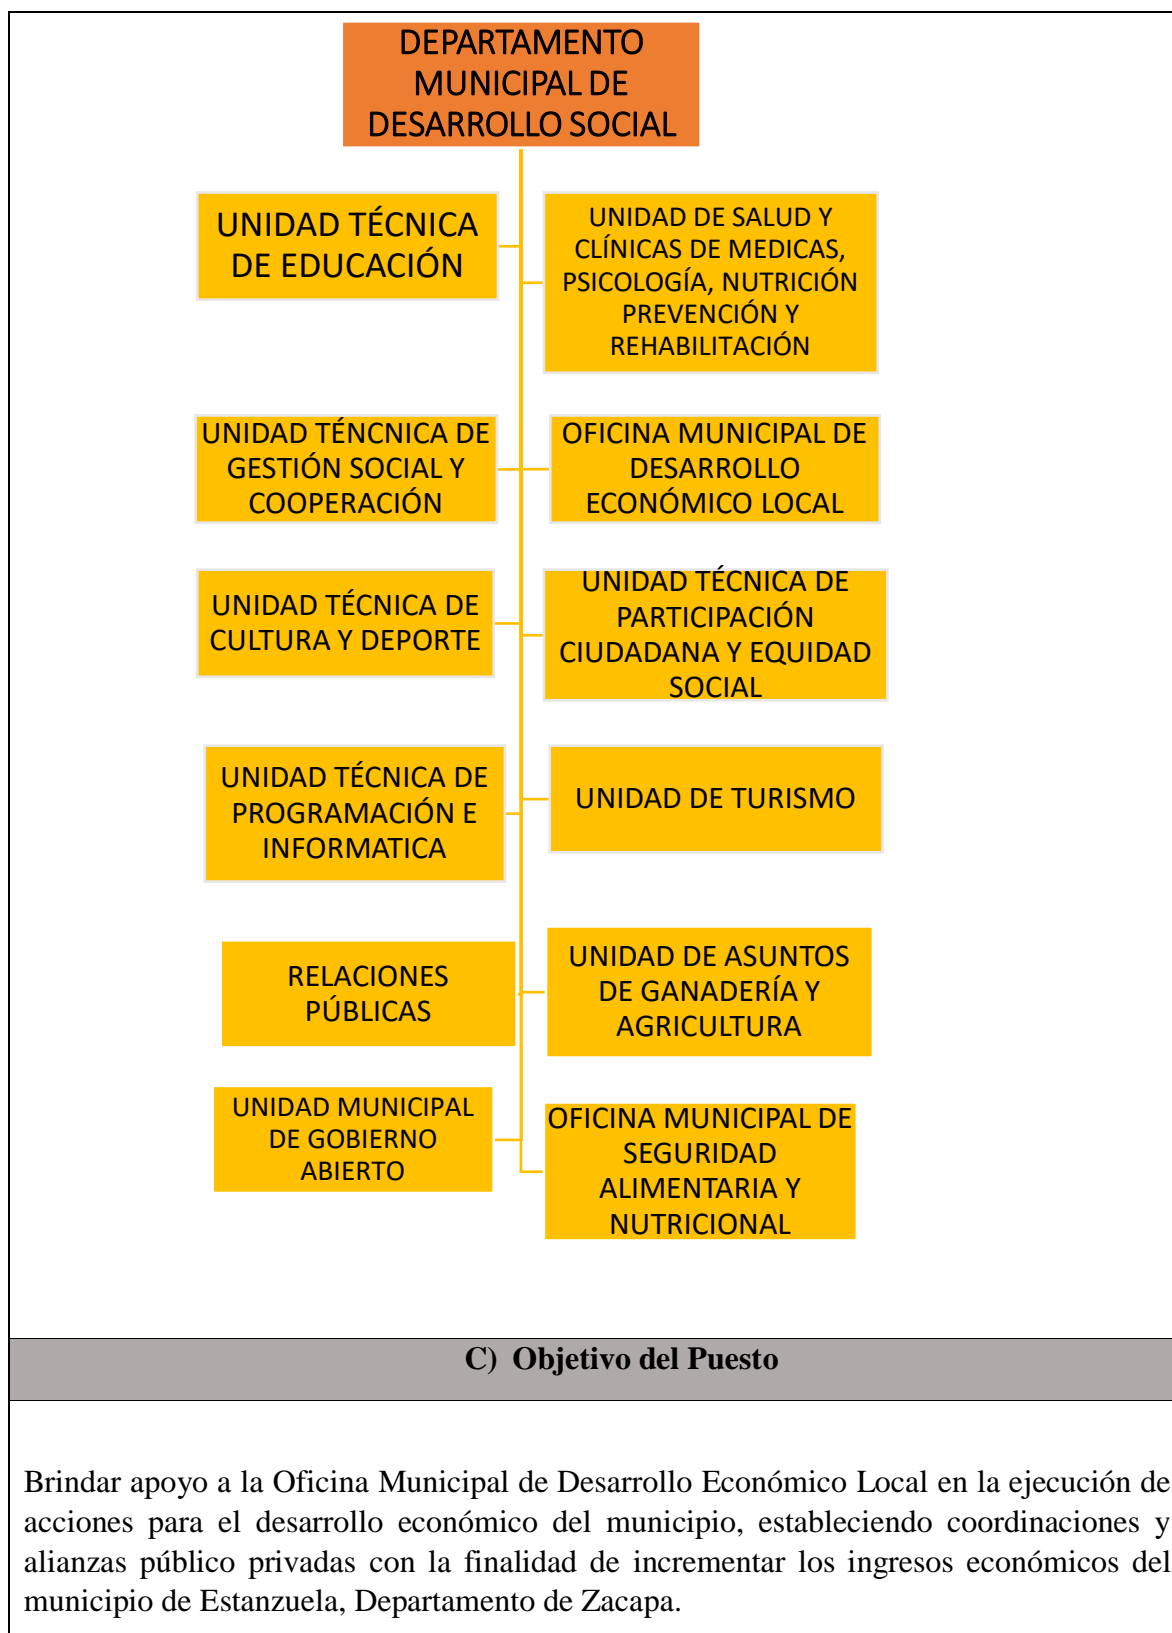 DEPARTAMENTO
MUNICIPAL DE
DESARROLLO SOCIAL
UNIDAD TÉCNICA
DE EDUCACIÓN
UNIDAD DE SALUD Y
CLÍNICAS DE MEDICAS,
PSICOLOGÍA, NUTRICIÓN
PREVENCIÓN Y
REHABILITACIÓN
UNIDAD TÉNCNICA DE
GESTIÓN SOCIAL Y
COOPERACIÓN
OFICINA MUNICIPAL DE
DESARROLLO
ECONÓMICO LOCAL
UNIDAD TÉCNICA DE
CULTURA Y DEPORTE
UNIDAD TÉCNICA DE
PARTICIPACIÓN
CIUDADANA Y EQUIDAD
SOCIAL
UNIDAD TÉCNICA DE
PROGRAMACIÓN E
INFORMATICA
UNIDAD DE TURISMO
RELACIONES
PÚBLICAS
UNIDAD DE ASUNTOS
DE GANADERÍA Y
AGRICULTURA
UNIDAD MUNICIPAL
DE GOBIERNO
ABIERTO
OFICINA MUNICIPAL DE
SEGURIDAD
ALIMENTARIA Y
NUTRICIONAL
C) Objetivo del Puesto
Brindar apoyo a la Oficina Municipal de Desarrollo Económico Local en la ejecución de
acciones para el desarrollo económico del municipio, estableciendo coordinaciones y
alianzas público privadas con la finalidad de incrementar los ingresos económicos del
municipio de Estanzuela, Departamento de Zacapa.